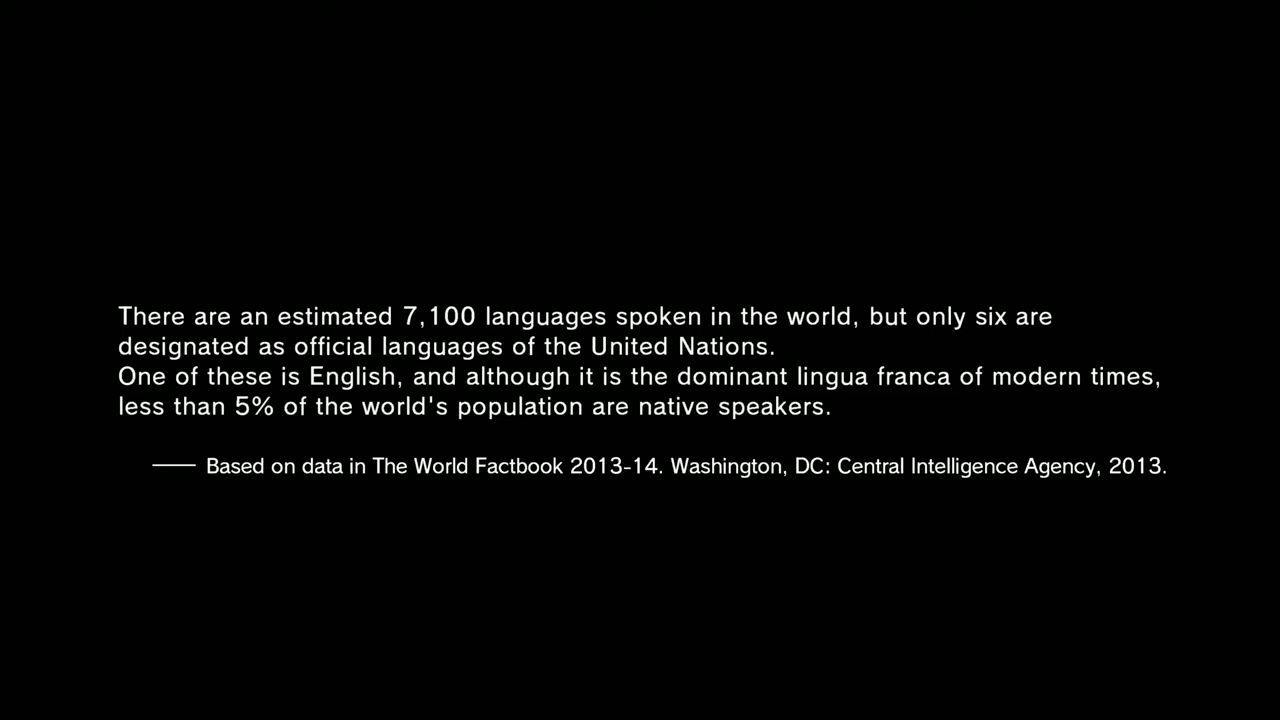 There are an estimated 7,100 languages spoken in the world, but only six are
designated as official languages of the United Nations.
One of these is English, and although it is the dominant lingua franca of modern times,
less than 5% of the world's population are native speakers.
—— Based on data in The World Factbook 2013-14. Washington, DC: Central Intelligence Agency, 2013.